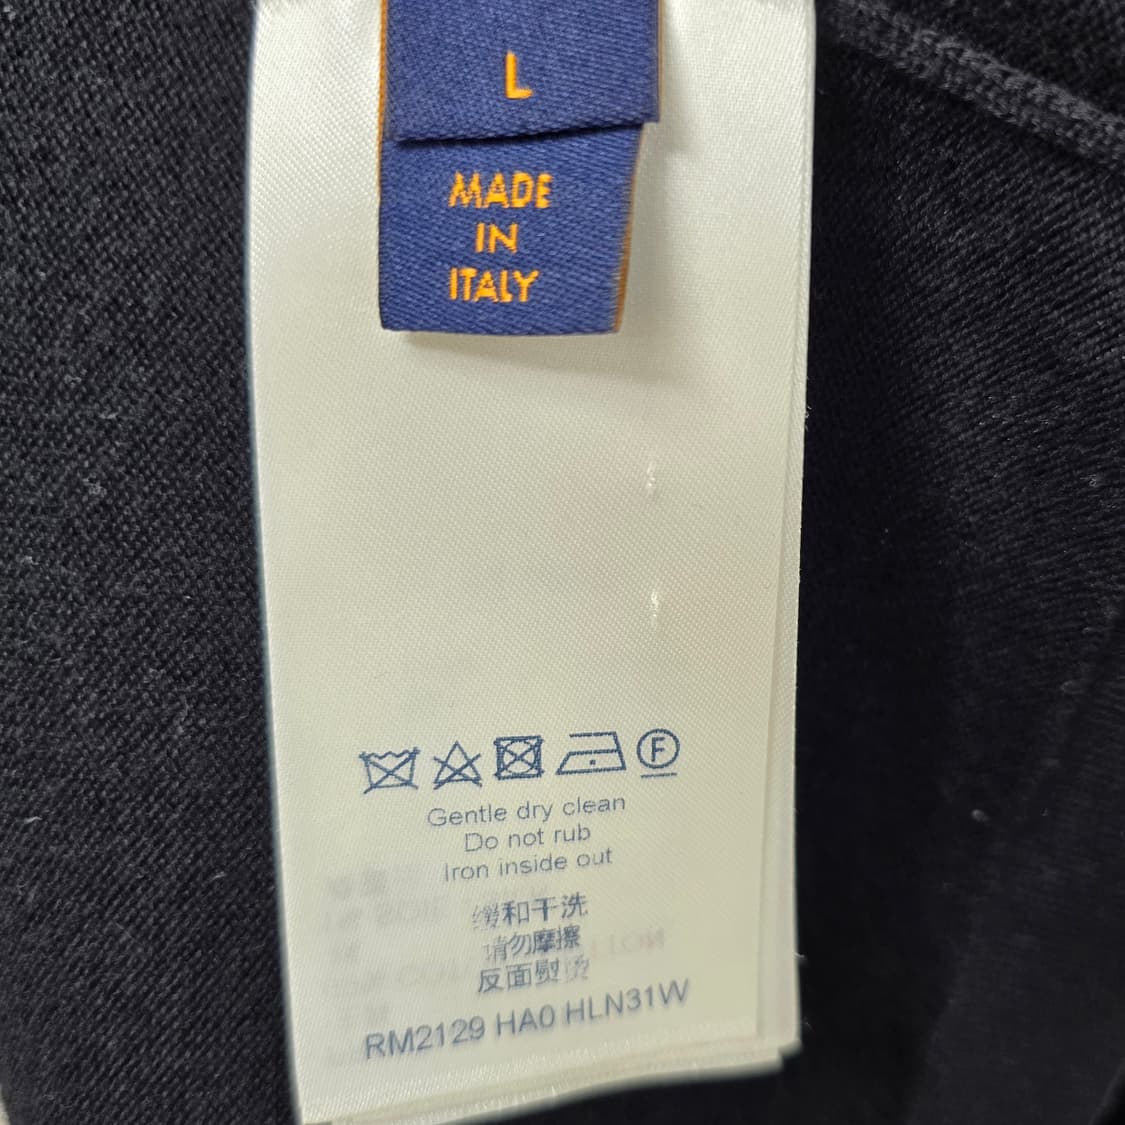 L
MADE
IN
ITALY
F
Gentle dry clean
Do not rub
Iron inside out
缓和干洗
请勿摩擦
反面熨烫
RM2129 HA0 HLN31W